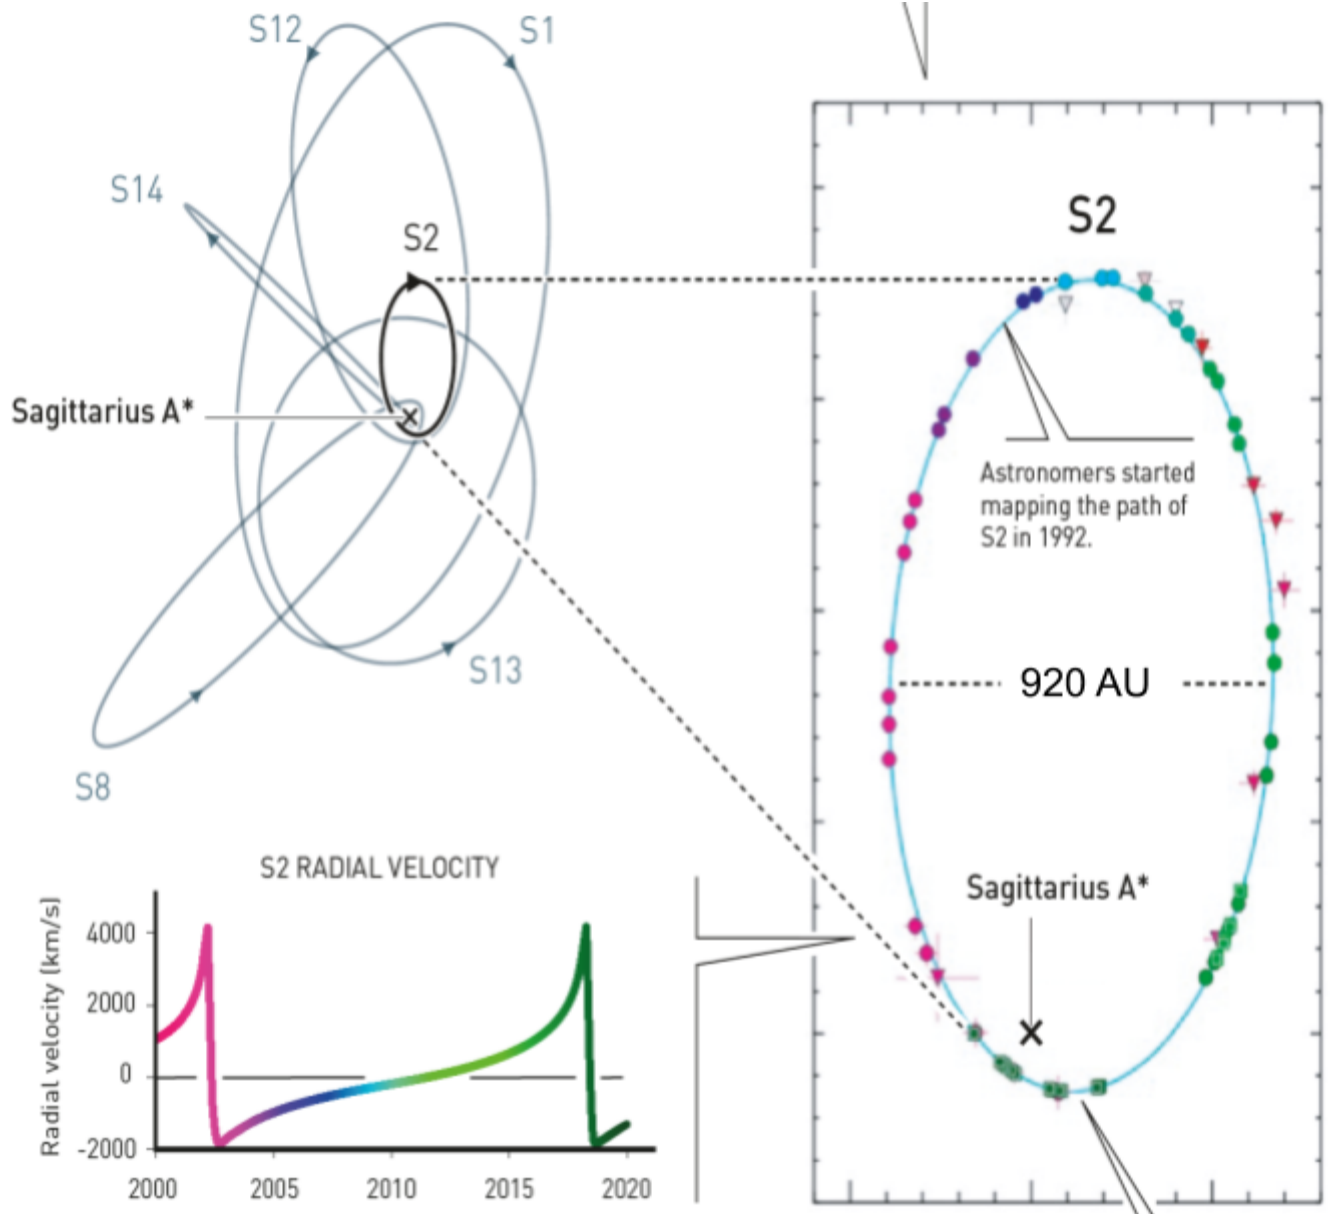 S12
S1
S14
S2
Sagittarius A*
S13
S8
S2
Astronomers started
mapping the path of
S2 in 1992.
920 AU
Sagittarius A*
S2 RADIAL VELOCITY
Radial velocity (km/s)
4000
2000
0
-2000
2000
2005
2010
2015
2020